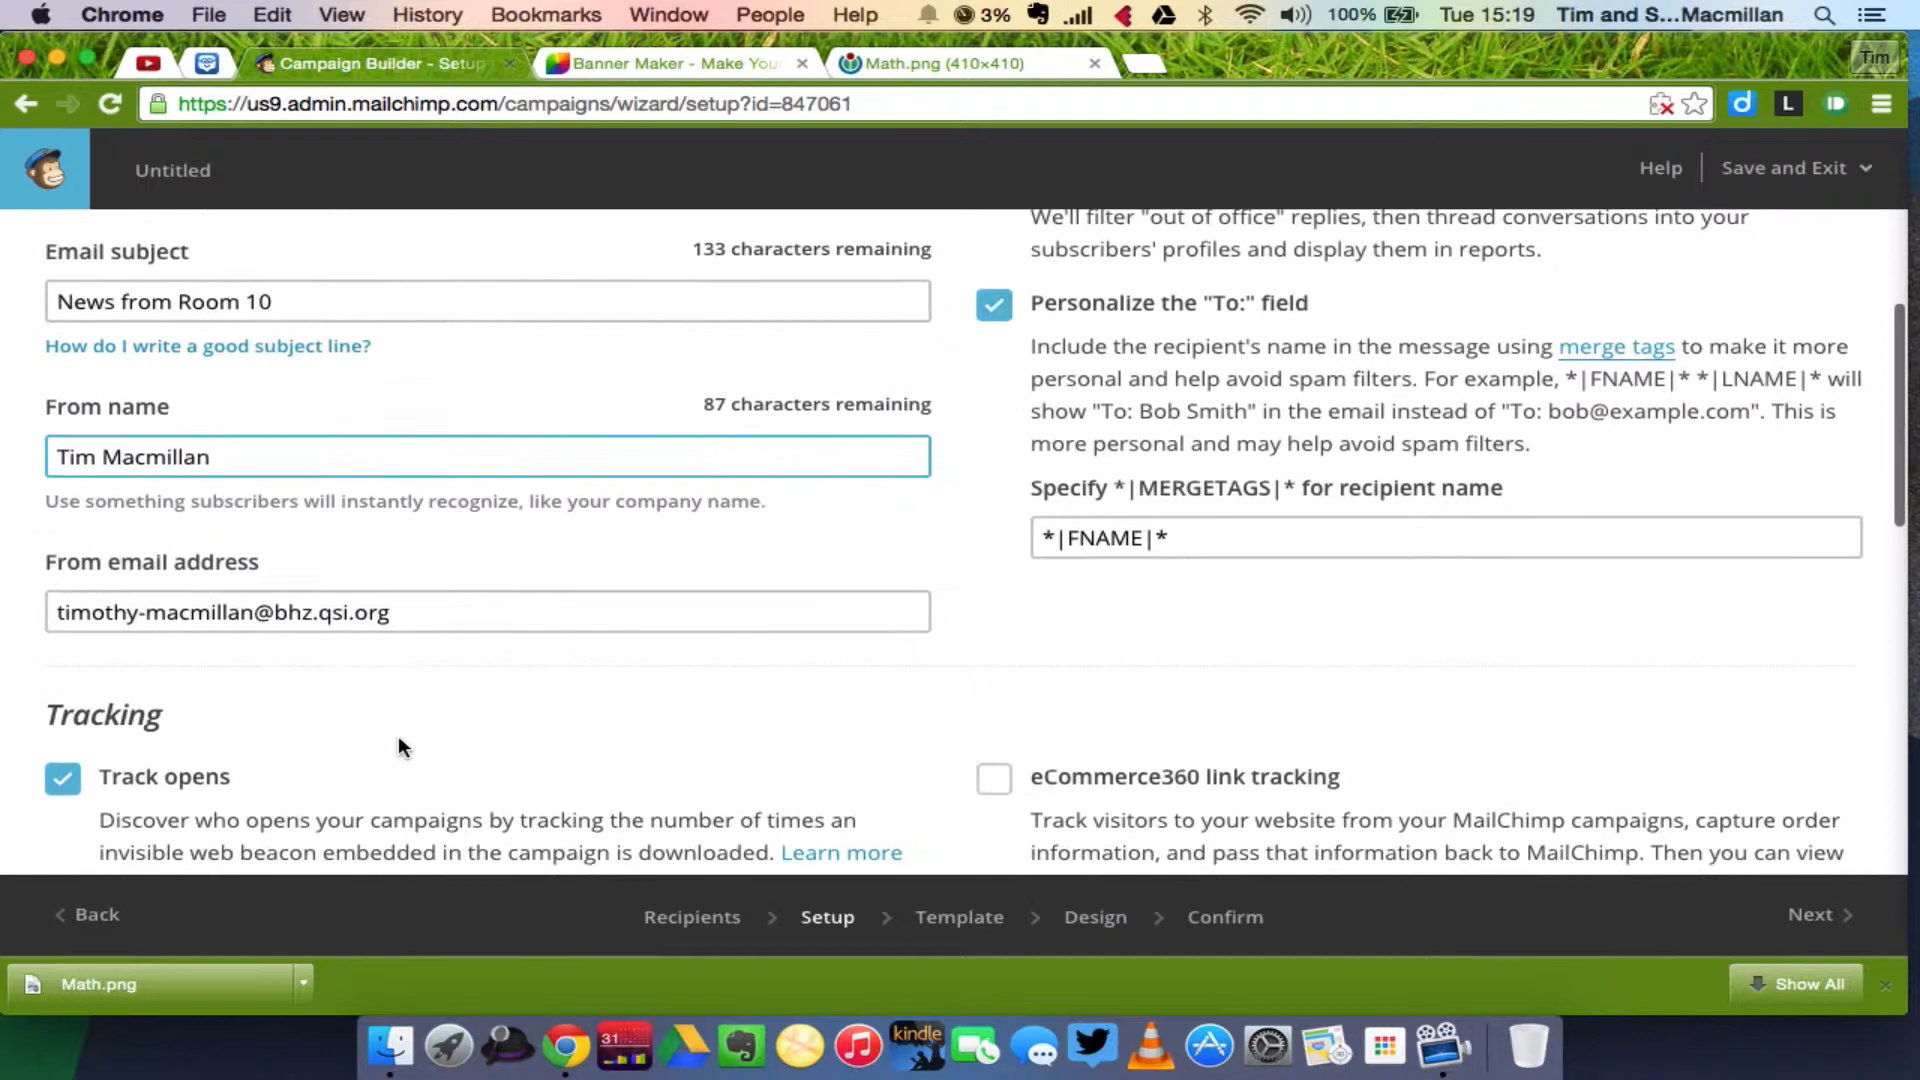 Chrome File Edit View History Bookmarks Window People Help 3% 100% Tue 15:19 Tim and S...Macmillan
Campaign Builder - Setup Banner Maker - Make You Math.png (410×410) Tim
https://us9.admin.mailchimp.com/campaigns/wizard/setup?id=847061 d L
Untitled Help Save and Exit
We'll filter "out of office" replies, then thread conversations into your
subscribers' profiles and display them in reports.
Email subject 133 characters remaining
News from Room 10
How do I write a good subject line?
From name 87 characters remaining
Tim Macmillan
Use something subscribers will instantly recognize, like your company name.
From email address
timothy-macmillan@bhz.qsi.org
Personalize the "To:" field
Include the recipient's name in the message using merge tags to make it more
personal and help avoid spam filters. For example, *|FNAME|* *|LNAME|* will
show "To: Bob Smith" in the email instead of "To: bob@example.com". This is
more personal and may help avoid spam filters.
Specify *|MERGETAGS|* for recipient name
*|FNAME|*
Tracking
Track opens
Discover who opens your campaigns by tracking the number of times an
invisible web beacon embedded in the campaign is downloaded. Learn more
eCommerce360 link tracking
Track visitors to your website from your MailChimp campaigns, capture order
information, and pass that information back to MailChimp. Then you can view
< Back Recipients > Setup > Template > Design > Confirm Next >
Math.png Show All
31 kindle